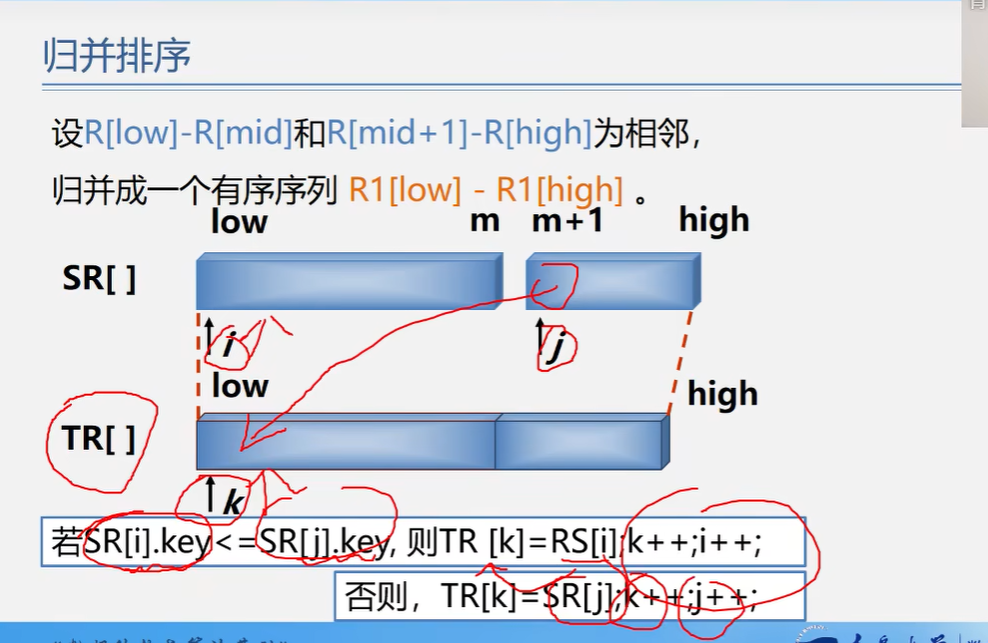 归并排序
设R[low]-R[mid]和R[mid+1]-R[high]为相邻,
归并成一个有序序列 R1[low] - R1[high] 。
low m m+1 high
SR[ ]
i j
low high
TR[ ]
k
若SR[i].key<=SR[j].key, 则TR [k]=RS[i];k++;i++;
否则，TR[k]=SR[j];k++;j++;